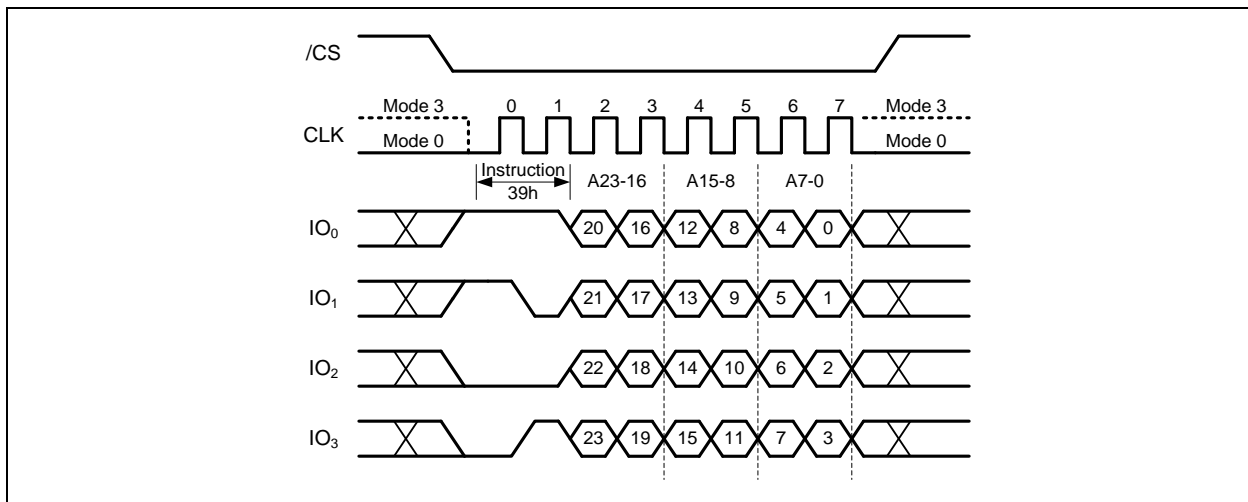 /CS
Mode 3 0 1 2 3 4 5 6 7 Mode 3
CLK
Mode 0 Mode 0
Instruction
39h
A23-16 A15-8 A7-0
IO₀ 20 16 12 8 4 0
IO₁ 21 17 13 9 5 1
IO₂ 22 18 14 10 6 2
IO₃ 23 19 15 11 7 3